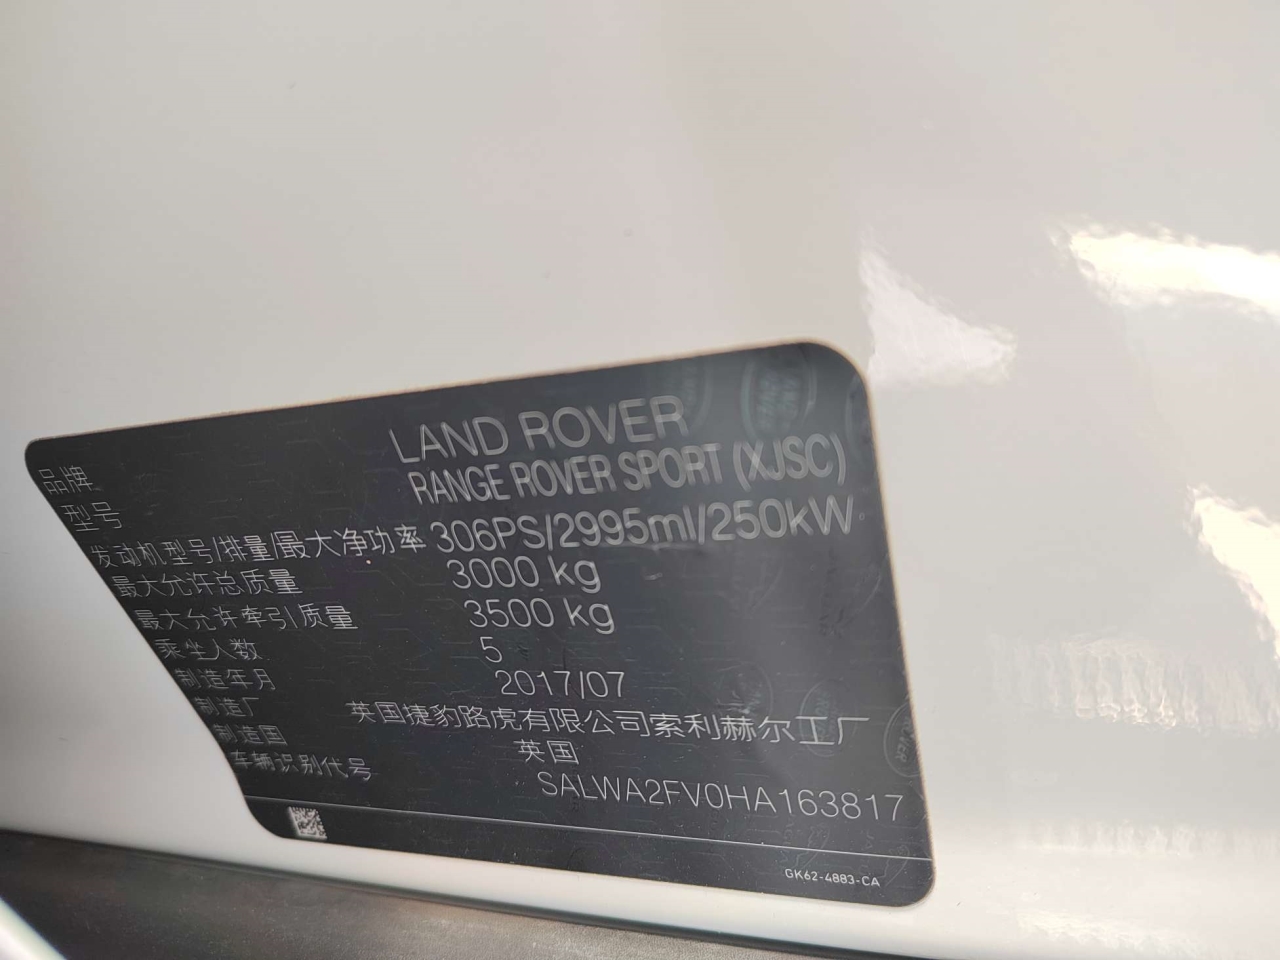 品牌 LAND ROVER
型号 RANGE ROVER SPORT (XJSC)
发动机型号/排量/最大净功率 306PS/2995ml/250kW
最大允许总质量 3000 kg
最大允许牵引质量 3500 kg
乘坐人数 5
制造年月 2017/07
制造厂 英国捷豹路虎有限公司索利赫尔工厂
制造国 英国
车辆识别代号 SALWA2FV0HA163817
GK62-4883-CA